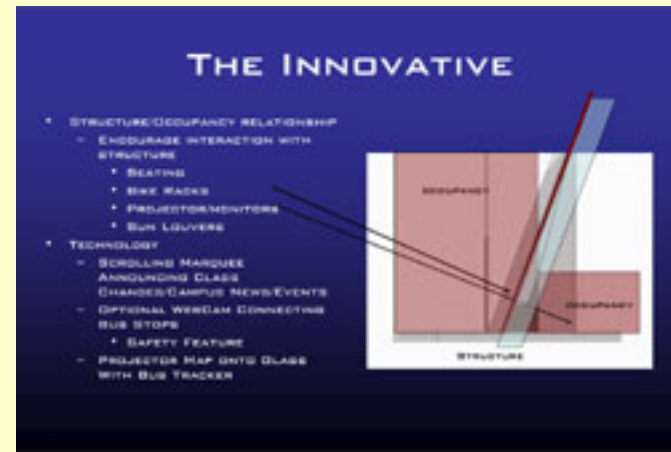 THE INNOVATIVE
• STRUCTURE/OCCUPANCY RELATIONSHIP
– ENCOURAGE INTERACTION WITH
STRUCTURE
• SEATING
• BIKE RACKS
• PROJECTOR/MONITORS
• SUN LOUVERS
• TECHNOLOGY
– SCROLLING MARQUEE
ANNOUNCING CLASS
CHANGES/CAMPUS NEWS/EVENTS
– OPTIONAL WEBCAM CONNECTING
BUS STOPS
• SAFETY FEATURE
– PROJECTOR MAP ONTO GLASS
WITH BUS TRACKER
OCCUPANCY
OCCUPANCY
STRUCTURE